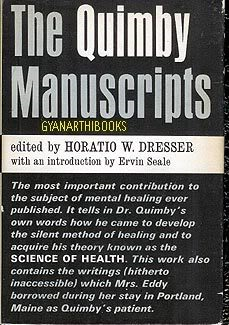 The Quimby
Manuscripts
GYANARTHIBOOKS
edited by HORATIO W. DRESSER
with an introduction by Ervin Seale
The most important contribution to
the subject of mental healing ever
published. It tells in Dr. Quimby's
own words how he came to develop
the silent method of healing and to
acquire his theory known as the
SCIENCE OF HEALTH. This work also
contains the writings (hitherto
inaccessible) which Mrs. Eddy
borrowed during her stay in Portland,
Maine as Quimby's patient.